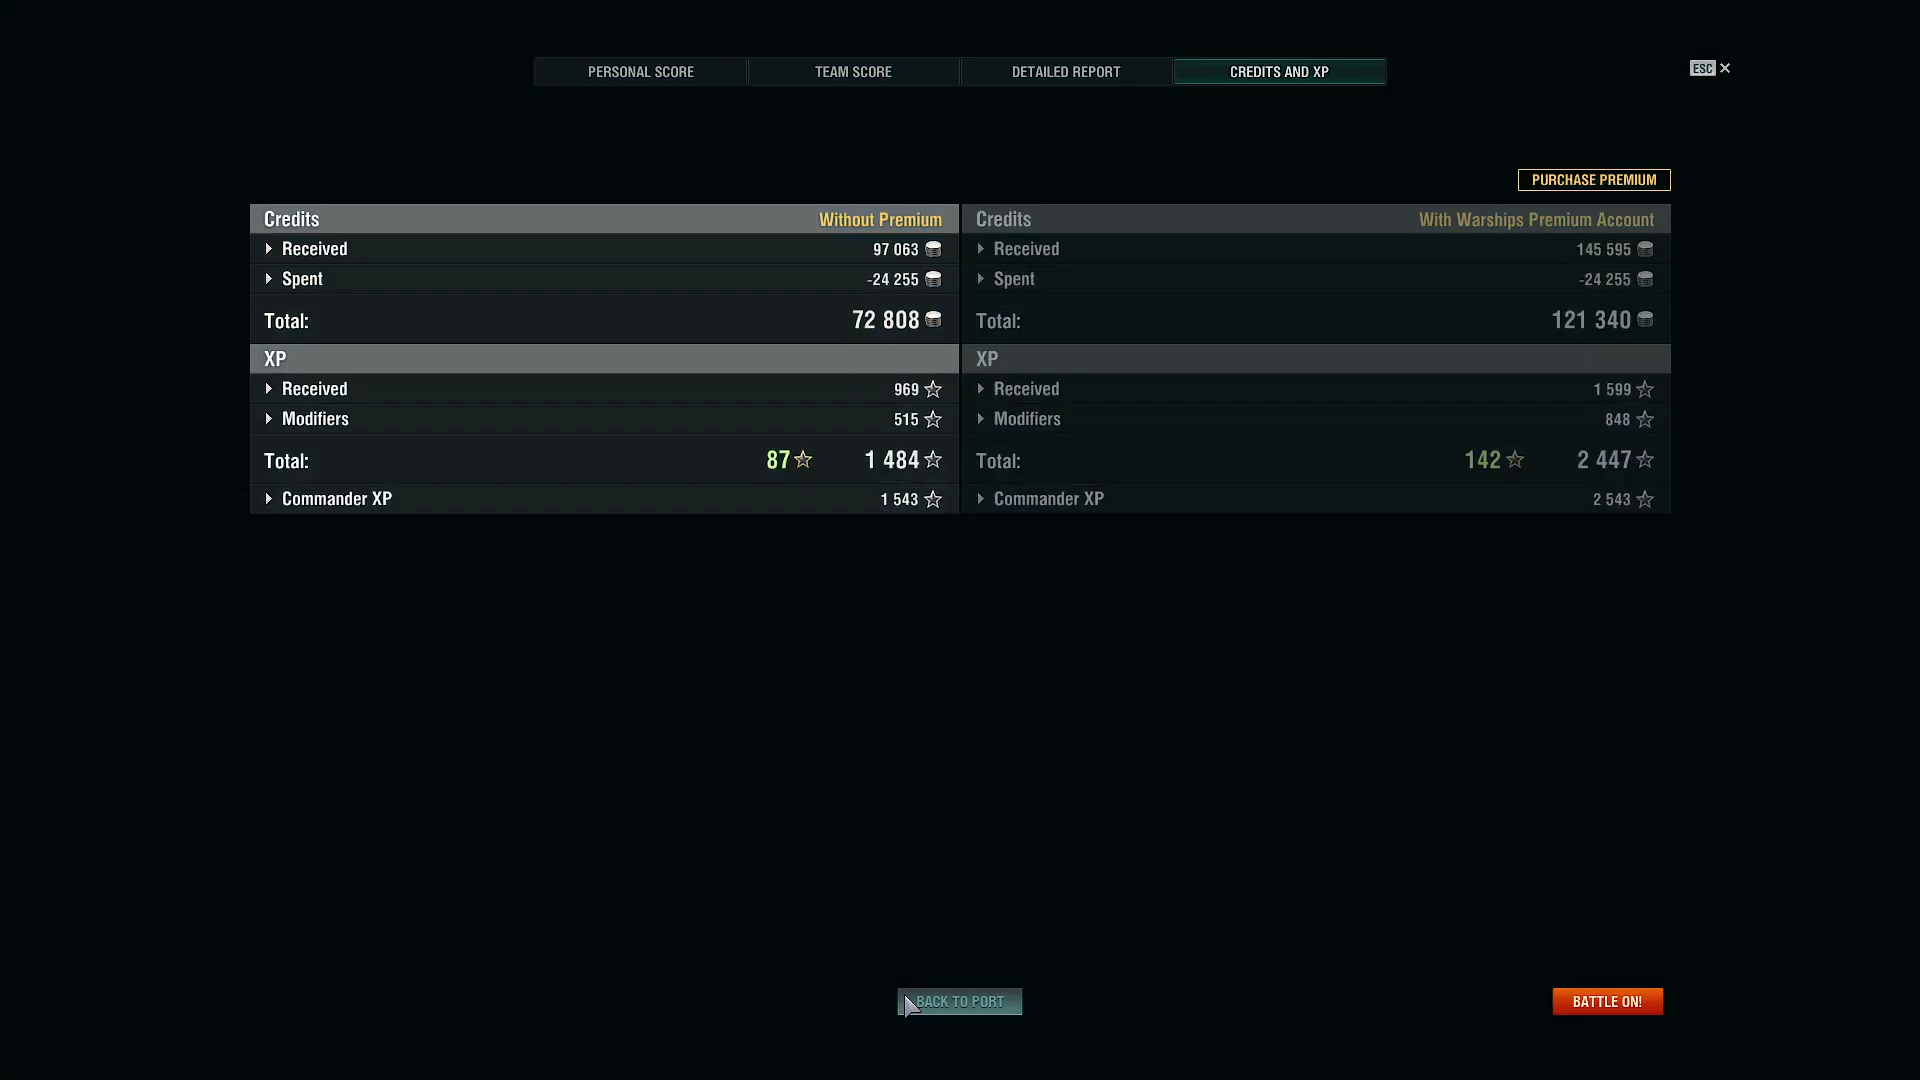 PERSONAL SCORE TEAM SCORE DETAILED REPORT CREDITS AND XP ESC
PURCHASE PREMIUM
Credits Without Premium Credits With Warships Premium Account
Received 97 063 Received 145 595
Spent -24 255 Spent -24 255
Total: 72 808 Total: 121 340
XP XP
Received 969 Received 1 599
Modifiers 515 Modifiers 848
Total: 87 1 484 Total: 142 2 447
Commander XP 1 543 Commander XP 2 543
BACK TO PORT BATTLE ON!